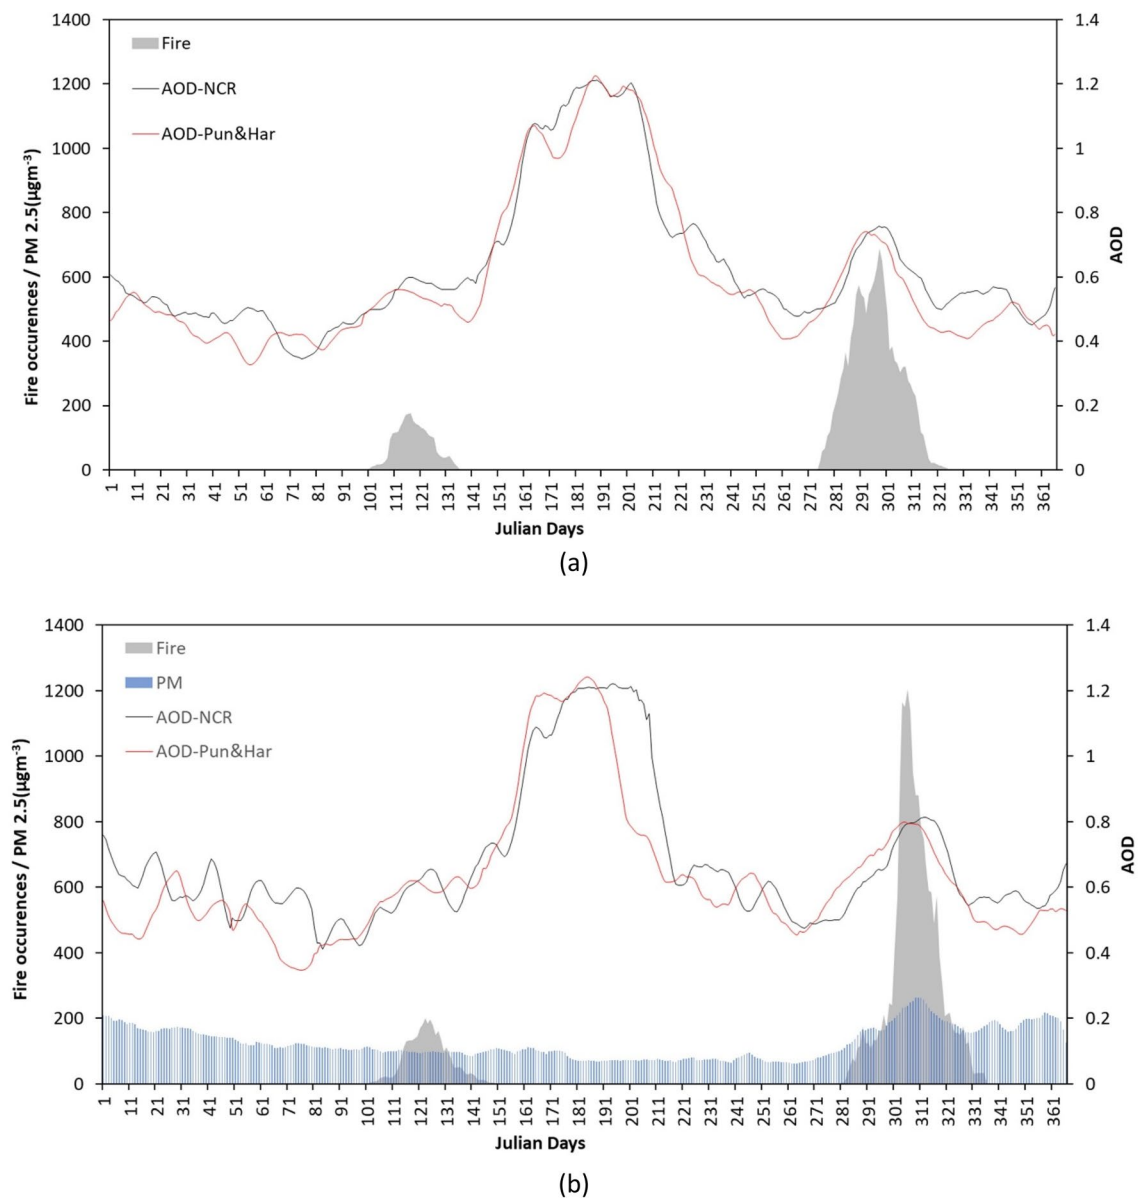 1400 1.4
Fire
1200 1.2
AOD-NCR
AOD-Pun&Har
1000 1
800 0.8
600 0.6
400 0.4
200 0.2
0 0
Fire occurences / PM 2.5(µgm⁻³)
AOD
1 11 21 31 41 51 61 71 81 91 101 111 121 131 141 151 161 171 181 191 201 211 221 231 241 251 261 271 281 291 301 311 321 331 341 351 361
Julian Days
(a)
1400 1.4
Fire
PM
1200 1.2
AOD-NCR
AOD-Pun&Har
1000 1
800 0.8
600 0.6
400 0.4
200 0.2
0 0
Fire occurences / PM 2.5(µgm⁻³)
AOD
1 11 21 31 41 51 61 71 81 91 101 111 121 131 141 151 161 171 181 191 201 211 221 231 241 251 261 271 281 291 301 311 321 331 341 351 361
Julian Days
(b)